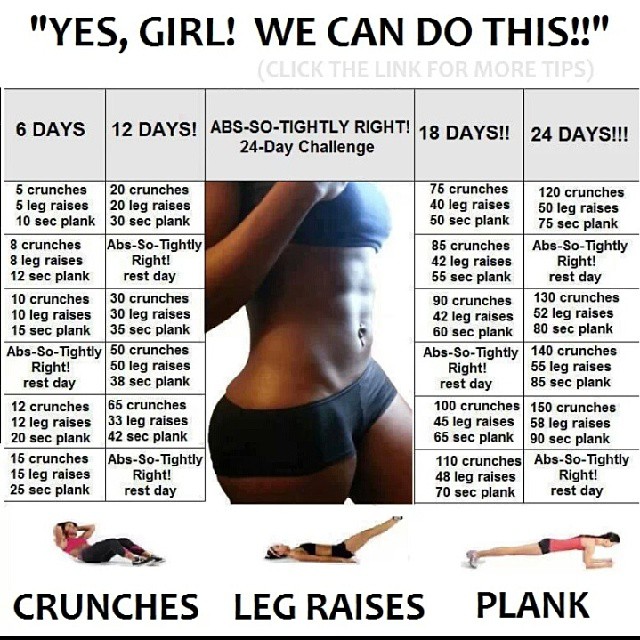 "YES, GIRL!  WE CAN DO THIS!!"
(CLICK THE LINK FOR MORE TIPS)
6 DAYS
12 DAYS!
ABS-SO-TIGHTLY RIGHT!
24-Day Challenge
18 DAYS!!
24 DAYS!!!
5 crunches
5 leg raises
10 sec plank
20 crunches
20 leg raises
30 sec plank
75 crunches
40 leg raises
50 sec plank
120 crunches
50 leg raises
75 sec plank
8 crunches
8 leg raises
12 sec plank
Abs-So-Tightly
Right!
rest day
85 crunches
42 leg raises
55 sec plank
Abs-So-Tightly
Right!
rest day
10 crunches
10 leg raises
15 sec plank
30 crunches
30 leg raises
35 sec plank
90 crunches
42 leg raises
60 sec plank
130 crunches
52 leg raises
80 sec plank
Abs-So-Tightly
Right!
rest day
50 crunches
50 leg raises
38 sec plank
Abs-So-Tightly
Right!
rest day
140 crunches
55 leg raises
85 sec plank
12 crunches
12 leg raises
20 sec plank
65 crunches
33 leg raises
42 sec plank
100 crunches
45 leg raises
65 sec plank
150 crunches
58 leg raises
90 sec plank
15 crunches
15 leg raises
25 sec plank
Abs-So-Tightly
Right!
rest day
110 crunches
48 leg raises
70 sec plank
Abs-So-Tightly
Right!
rest day
CRUNCHES
LEG RAISES
PLANK